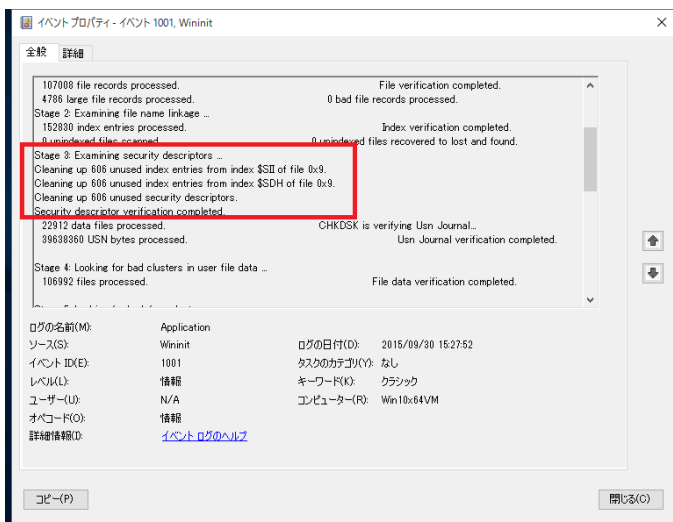 イベント プロパティ - イベント 1001, Wininit
全般 詳細
107008 file records processed. File verification completed.
4786 large file records processed. 0 bad file records processed.
Stage 2: Examining file name linkage ...
152830 index entries processed. Index verification completed.
0 unindexed files scanned. 0 unindexed files recovered to lost and found.
Stage 3: Examining security descriptors ...
Cleaning up 606 unused index entries from index $SII of file 0x9.
Cleaning up 606 unused index entries from index $SDH of file 0x9.
Cleaning up 606 unused security descriptors.
Security descriptor verification completed.
22912 data files processed. CHKDSK is verifying Usn Journal...
39638360 USN bytes processed. Usn Journal verification completed.
Stage 4: Looking for bad clusters in user file data ...
106992 files processed. File data verification completed.
ログの名前(M): Application
ソース(S): Wininit ログの日付(D): 2015/09/30 15:27:52
イベント ID(E): 1001 タスクのカテゴリ(Y): なし
レベル(L): 情報 キーワード(K): クラシック
ユーザー(U): N/A コンピューター(R): Win10x64VM
オペコード(O): 情報
詳細情報(I): イベント ログのヘルプ
コピー(P) 閉じる(C)